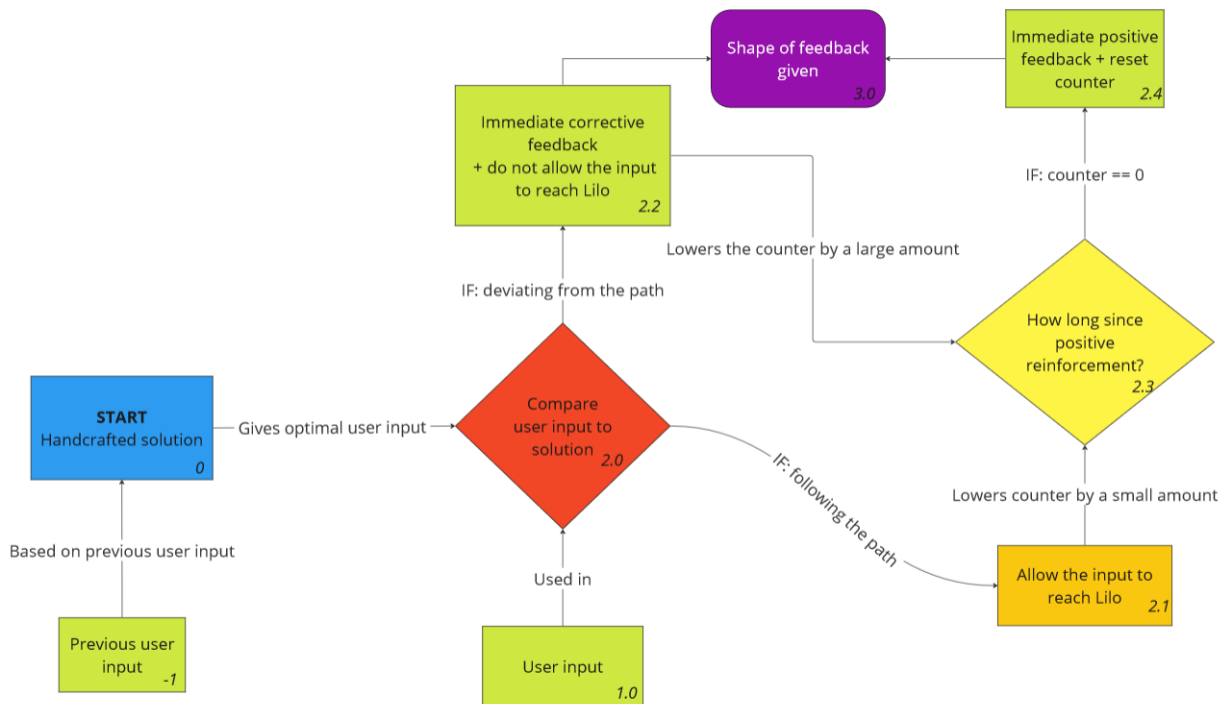 Shape of feedback
given
3.0
Immediate positive
feedback + reset
counter
2.4
Immediate corrective
feedback
+ do not allow the input
to reach Lilo
2.2
IF: counter == 0
Lowers the counter by a large amount
IF: deviating from the path
How long since
positive
reinforcement?
2.3
START
Handcrafted solution
0
Gives optimal user input
Compare
user input to
solution
2.0
IF: following the path
Lowers counter by a small amount
Based on previous user input
Used in
Allow the input to
reach Lilo
2.1
Previous user
input
-1
User input
1.0